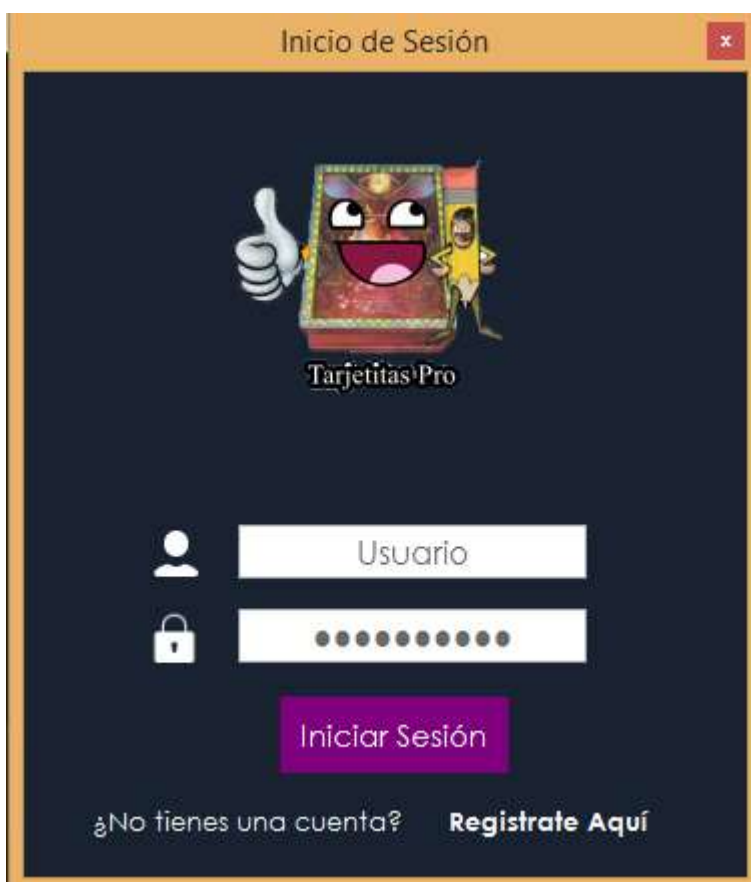 Inicio de Sesión
x
Tarjetitas Pro
Usuario
●●●●●●●●●●
Iniciar Sesión
¿No tienes una cuenta? Registrate Aquí